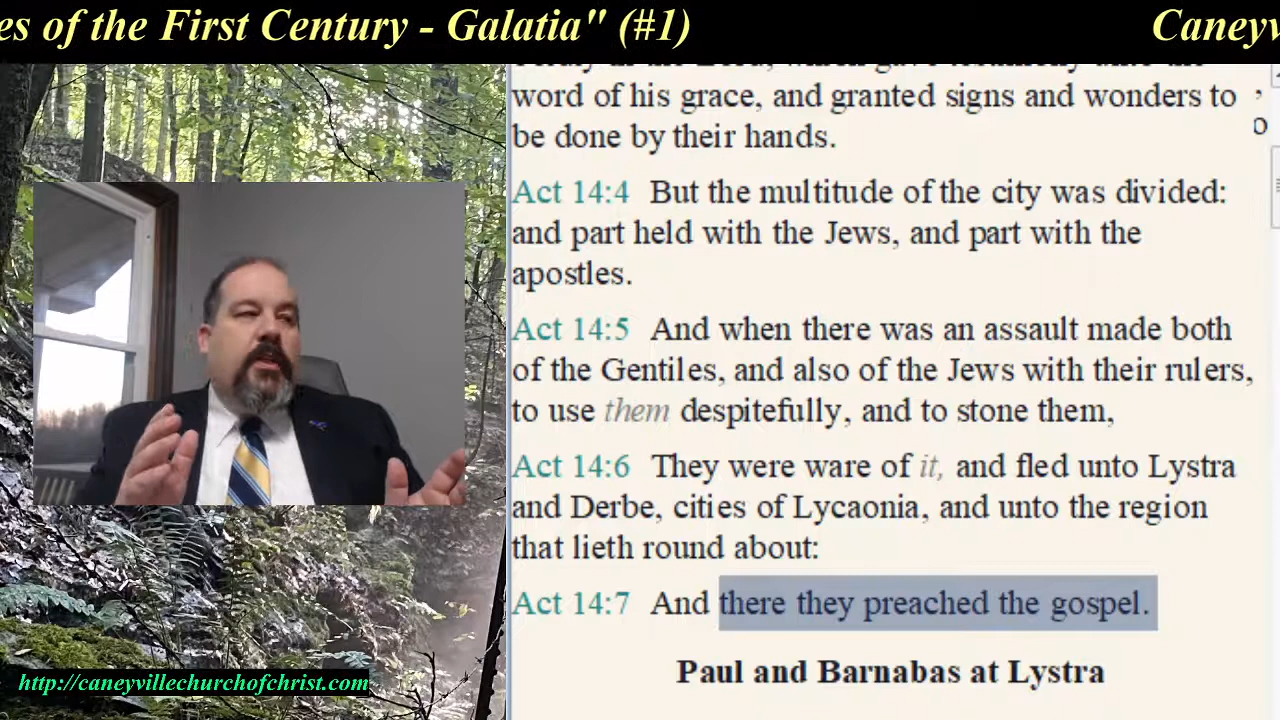 es of the First Century - Galatia" (#1)
Caneyv
word of his grace, and granted signs and wonders to
be done by their hands.
Act 14:4 But the multitude of the city was divided:
and part held with the Jews, and part with the
apostles.
Act 14:5 And when there was an assault made both
of the Gentiles, and also of the Jews with their rulers,
to use them despitefully, and to stone them,
Act 14:6 They were ware of it, and fled unto Lystra
and Derbe, cities of Lycaonia, and unto the region
that lieth round about:
Act 14:7 And there they preached the gospel.
Paul and Barnabas at Lystra
http://caneyvillechurchofchrist.com